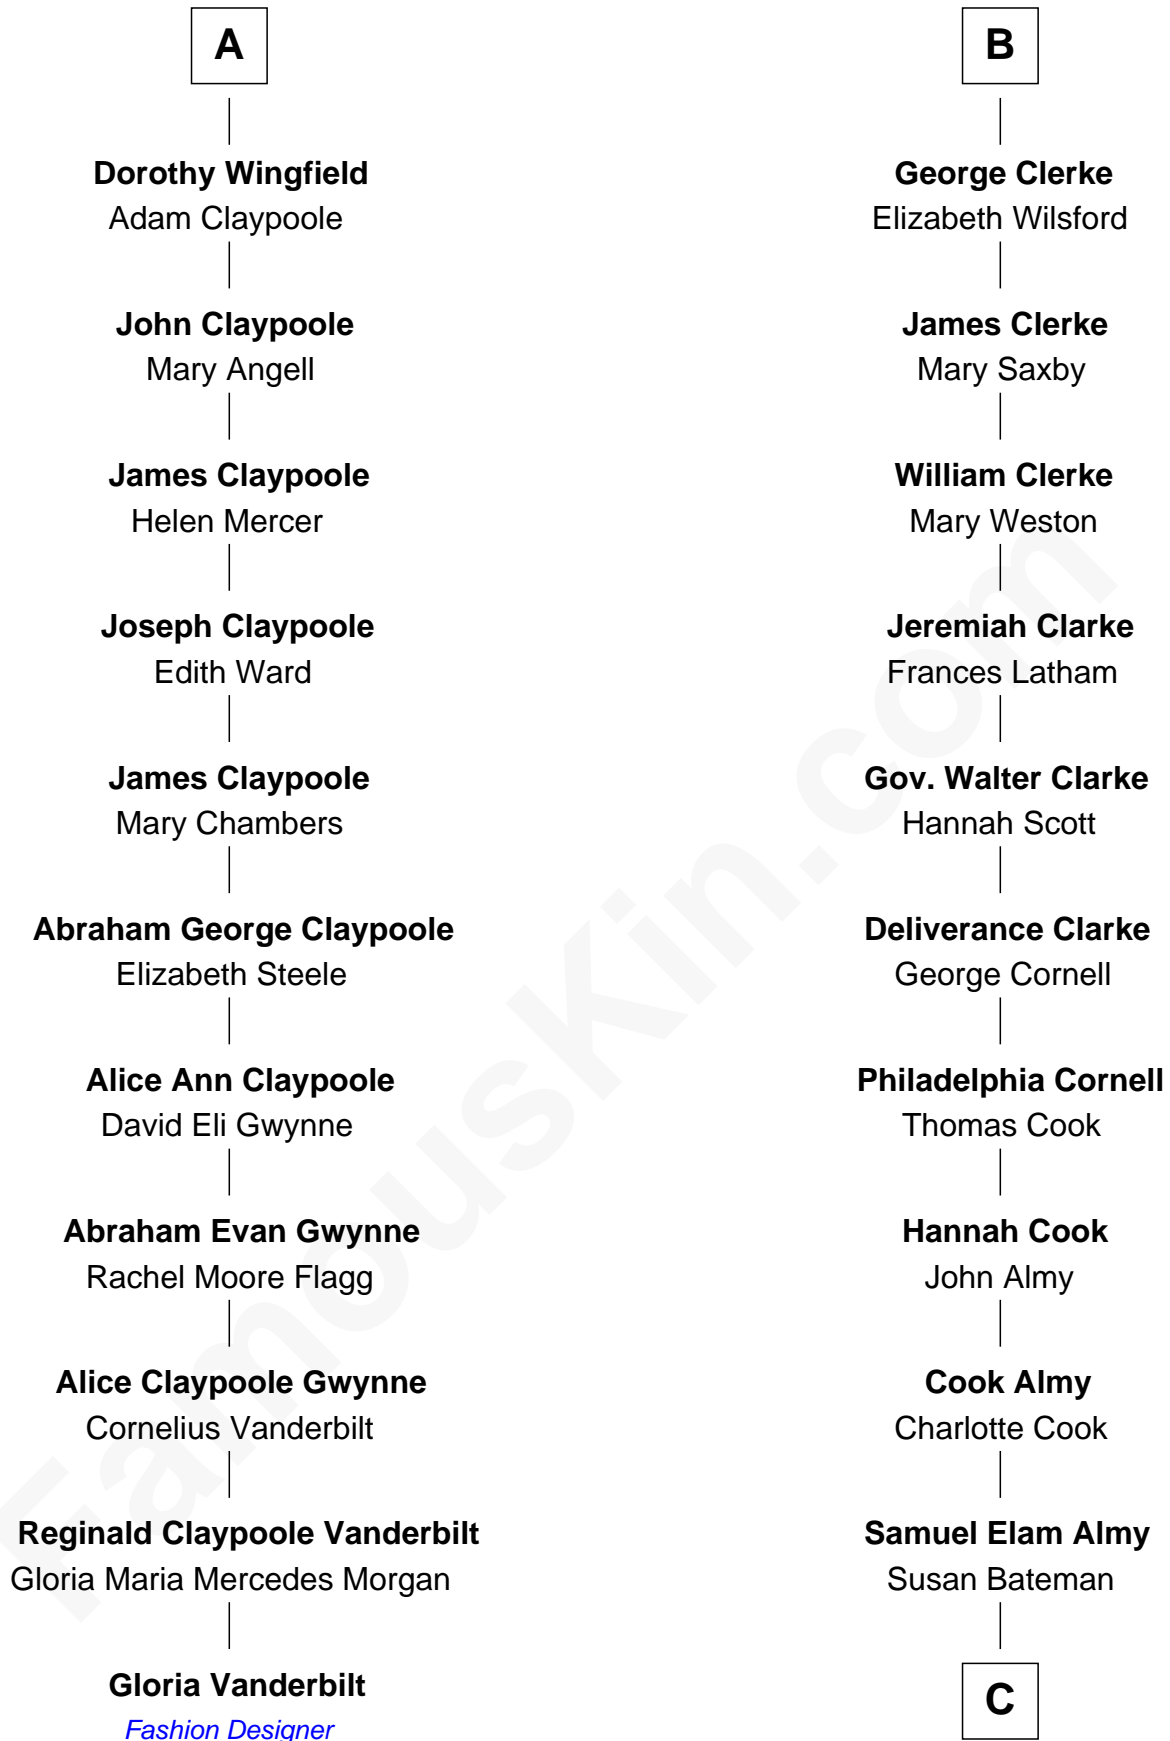 A
Dorothy Wingfield
Adam Claypoole
John Claypoole
Mary Angell
James Claypoole
Helen Mercer
Joseph Claypoole
Edith Ward
James Claypoole
Mary Chambers
Abraham George Claypoole
Elizabeth Steele
Alice Ann Claypoole
David Eli Gwynne
Abraham Evan Gwynne
Rachel Moore Flagg
Alice Claypoole Gwynne
Cornelius Vanderbilt
Reginald Claypoole Vanderbilt
Gloria Maria Mercedes Morgan
Gloria Vanderbilt
Fashion Designer
B
George Clerke
Elizabeth Wilsford
James Clerke
Mary Saxby
William Clerke
Mary Weston
Jeremiah Clarke
Frances Latham
Gov. Walter Clarke
Hannah Scott
Deliverance Clarke
George Cornell
Philadelphia Cornell
Thomas Cook
Hannah Cook
John Almy
Cook Almy
Charlotte Cook
Samuel Elam Almy
Susan Bateman
C
FamousKin.com